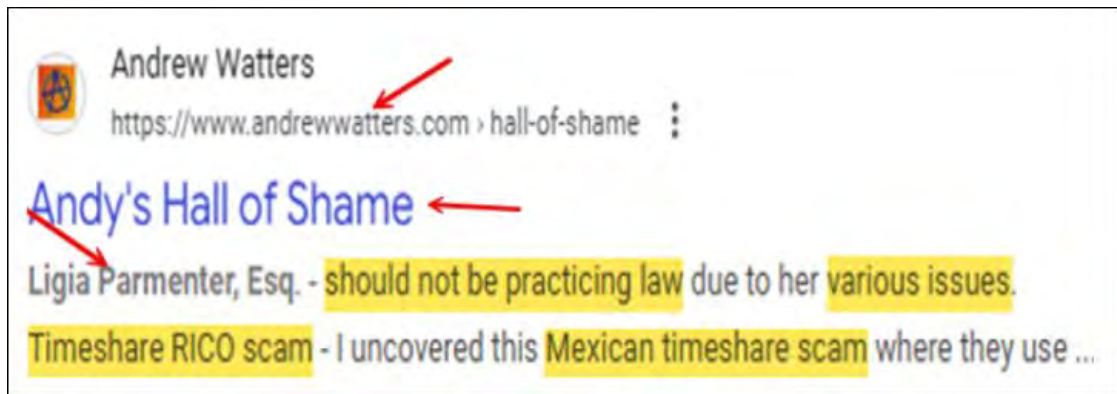 Andrew Watters
https://www.andrewwatters.com › hall-of-shame
Andy's Hall of Shame
Ligia Parmenter, Esq. - should not be practicing law due to her various issues.
Timeshare RICO scam - I uncovered this Mexican timeshare scam where they use ...